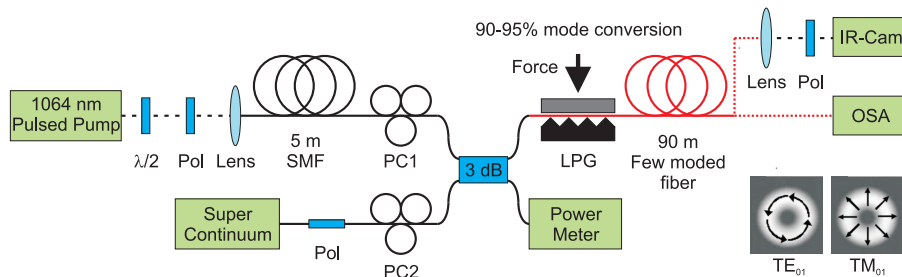 90-95% mode conversion
Force
Lens
Pol
IR-Cam
1064 nm
Pulsed Pump
λ/2
Pol
Lens
5 m
SMF
PC1
3 dB
LPG
90 m
Few moded
fiber
OSA
Super
Continuum
Pol
PC2
Power
Meter
TE01
TM01